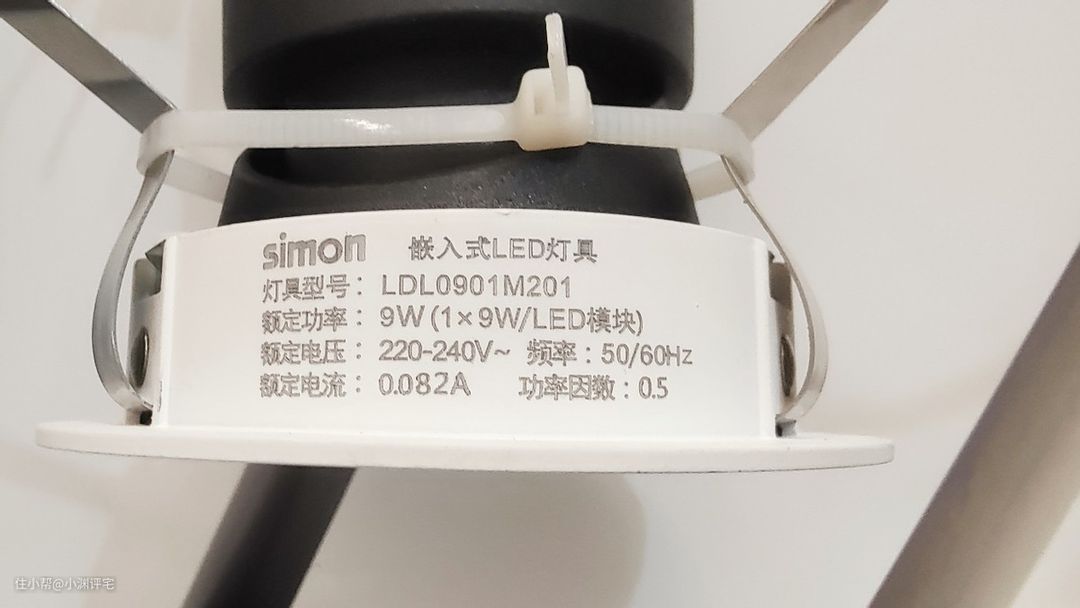 simon 嵌入式LED灯具
灯具型号：LDL0901M201
额定功率：9W(1×9W/LED模块)
额定电压：220-240V~ 频率：50/60Hz
额定电流：0.082A 功率因数：0.5
住小帮@小渊评宅